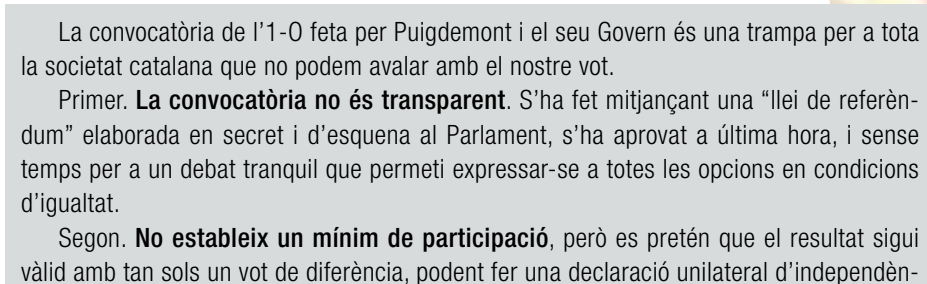 La convocatòria de l’1-O feta per Puigdemont i el seu Govern és una trampa per a tota
la societat catalana que no podem avalar amb el nostre vot.
Primer. La convocatòria no és transparent. S’ha fet mitjançant una “llei de referèn-
dum” elaborada en secret i d’esquena al Parlament, s’ha aprovat a última hora, i sense
temps per a un debat tranquil que permeti expressar-se a totes les opcions en condicions
d’igualtat.
Segon. No estableix un mínim de participació, però es pretén que el resultat sigui
vàlid amb tan sols un vot de diferència, podent fer una declaració unilateral d’independèn-